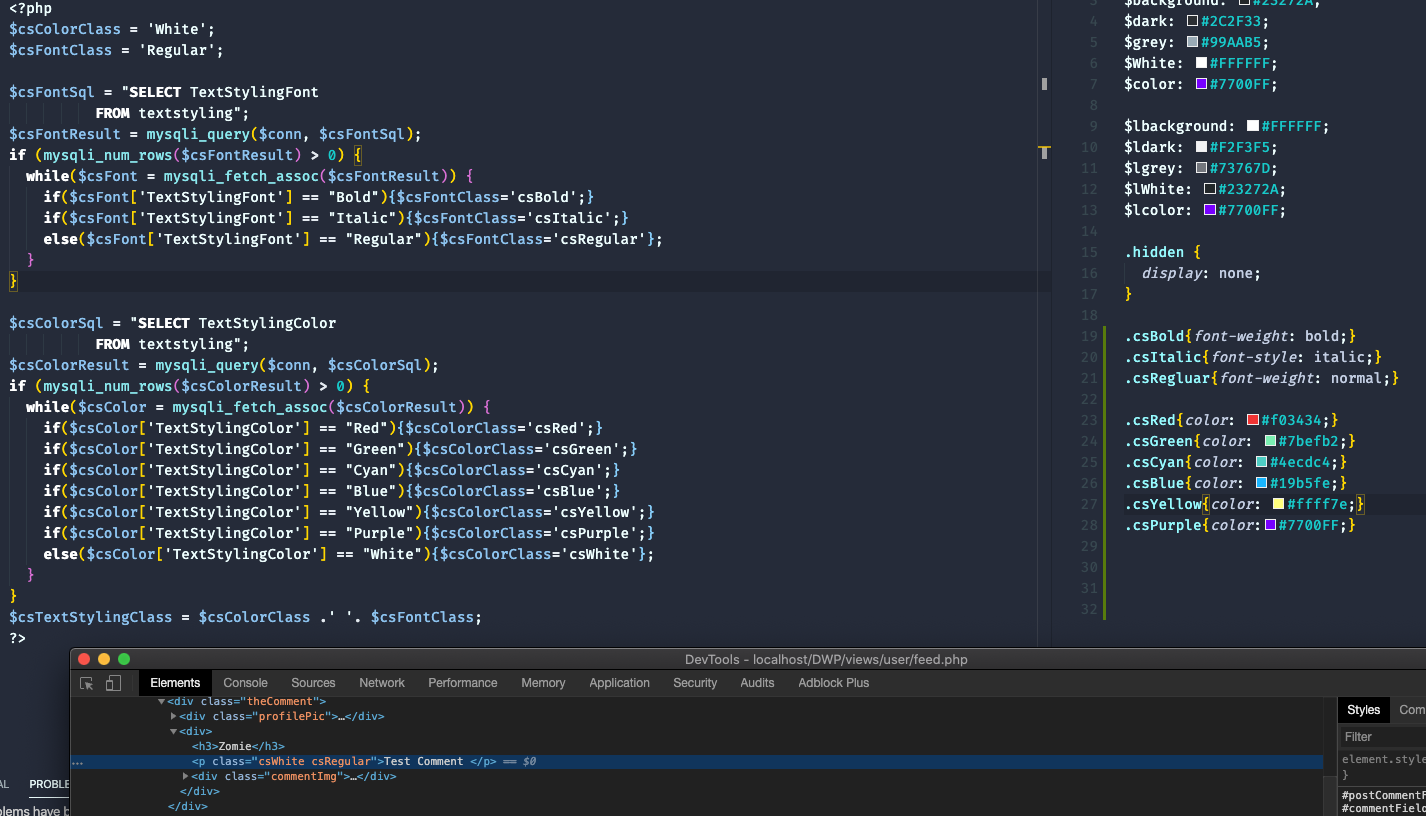 <?php
$csColorClass = 'White';
$csFontClass = 'Regular';
$csFontSql = "SELECT TextStylingFont
FROM textstyling";
$csFontResult = mysqli_query($conn, $csFontSql);
if (mysqli_num_rows($csFontResult) > 0) {
while($csFont = mysqli_fetch_assoc($csFontResult)) {
if($csFont['TextStylingFont'] == "Bold"){$csFontClass='csBold';}
if($csFont['TextStylingFont'] == "Italic"){$csFontClass='csItalic';}
else($csFont['TextStylingFont'] == "Regular"){$csFontClass='csRegular'};
}
}
$csColorSql = "SELECT TextStylingColor
FROM textstyling";
$csColorResult = mysqli_query($conn, $csColorSql);
if (mysqli_num_rows($csColorResult) > 0) {
while($csColor = mysqli_fetch_assoc($csColorResult)) {
if($csColor['TextStylingColor'] == "Red"){$csColorClass='csRed';}
if($csColor['TextStylingColor'] == "Green"){$csColorClass='csGreen';}
if($csColor['TextStylingColor'] == "Cyan"){$csColorClass='csCyan';}
if($csColor['TextStylingColor'] == "Blue"){$csColorClass='csBlue';}
if($csColor['TextStylingColor'] == "Yellow"){$csColorClass='csYellow';}
if($csColor['TextStylingColor'] == "Purple"){$csColorClass='csPurple';}
else($csColor['TextStylingColor'] == "White"){$csColorClass='csWhite'};
}
}
$csTextStylingClass = $csColorClass .' '. $csFontClass;
?>
3 $background: #23272A;
4 $dark: #2C2F33;
5 $grey: #99AAB5;
6 $White: #FFFFFF;
7 $color: #7700FF;
8
9 $lbackground: #FFFFFF;
10 $ldark: #F2F3F5;
11 $lgrey: #73767D;
12 $lWhite: #23272A;
13 $lcolor: #7700FF;
14
15 .hidden {
16 display: none;
17 }
18
19 .csBold{font-weight: bold;}
20 .csItalic{font-style: italic;}
21 .csRegluar{font-weight: normal;}
22
23 .csRed{color: #f03434;}
24 .csGreen{color: #7befb2;}
25 .csCyan{color: #4ecdc4;}
26 .csBlue{color: #19b5fe;}
27 .csYellow{color: #ffff7e;}
28 .csPurple{color: #7700FF;}
29
30
31
32
AL PROBLE
blems have b
DevTools - localhost/DWP/views/user/feed.php
Elements Console Sources Network Performance Memory Application Security Audits Adblock Plus
<div class="theComment">
<div class="profilePic">…</div>
<div>
<h3>Zomie</h3>
... <p class="csWhite csRegular">Test Comment </p> == $0
<div class="commentImg">…</div>
</div>
</div>
Styles Com
Filter
element.style
}
#postCommentF
#commentField